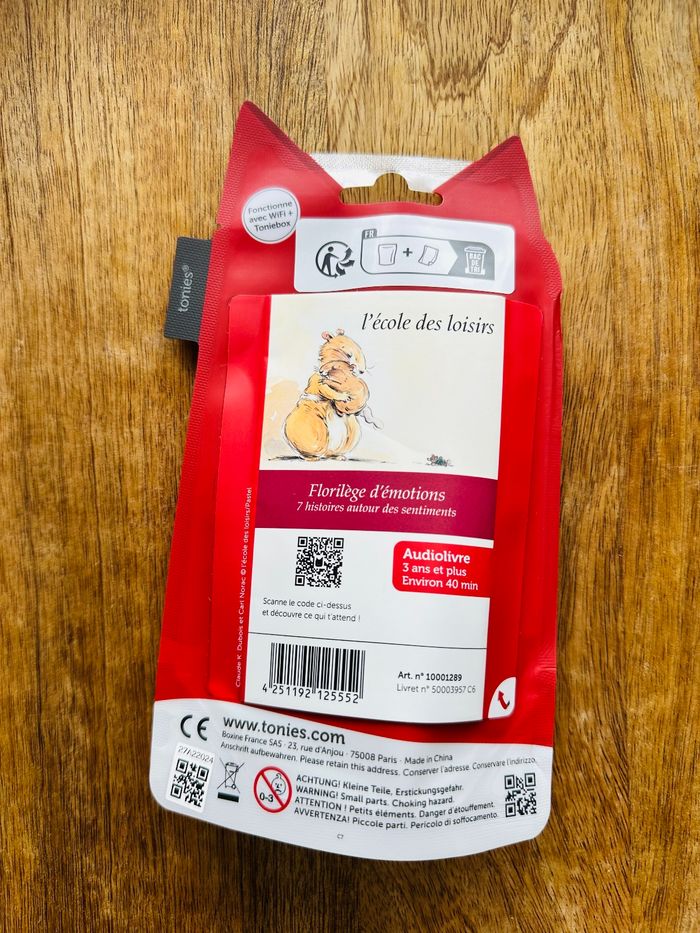 Fonctionne
avec WiFi +
Toniebox
tonies®
FR
+
BAC
DE
TRI
l'école des loisirs
Florilège d'émotions
7 histoires autour des sentiments
Audiolivre
3 ans et plus
Environ 40 min
Scanne le code ci-dessus
et découvre ce qui t'attend !
Claude K. Dubois et Carl Norac © l'école des loisirs/Pastel
4 251192 125552
Art. n° 10001289
Livret n° 50003957 C6
CE
www.tonies.com
Boxine France SAS · 23, rue d'Anjou · 75008 Paris · Made in China
Anschrift aufbewahren. Please retain this address. Conserver l'adresse. Conservare l'indirizzo.
27A22024
0-3
ACHTUNG! Kleine Teile, Erstickungsgefahr.
WARNING! Small parts. Choking hazard.
ATTENTION ! Petits éléments. Danger d'étouffement.
AVVERTENZA! Piccole parti. Pericolo di soffocamento.
C7